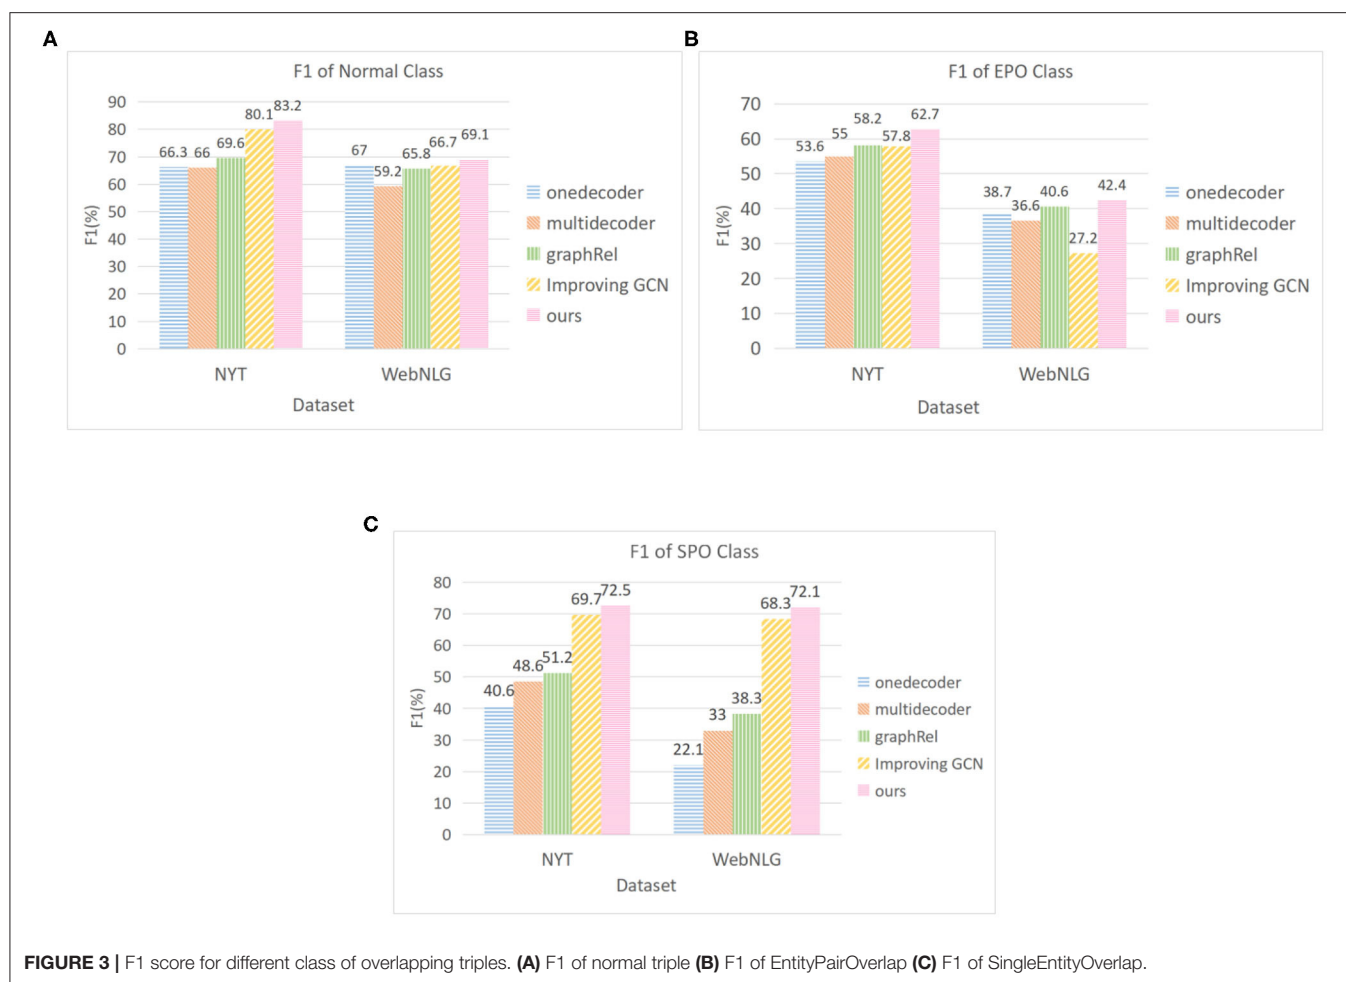 A
F1 of Normal Class
F1(%)
90
80
70
60
50
40
30
20
10
0
66.3 66 69.6 80.1 83.2
67 59.2 65.8 66.7 69.1
NYT WebNLG
Dataset
onedecoder
multidecoder
graphRel
Improving GCN
ours
B
F1 of EPO Class
F1(%)
70
60
50
40
30
20
10
0
53.6 55 58.2 57.8 62.7
38.7 36.6 40.6 27.2 42.4
NYT WebNLG
Dataset
onedecoder
multidecoder
graphRel
Improving GCN
ours
C
F1 of SPO Class
F1(%)
80
70
60
50
40
30
20
10
0
40.6 48.6 51.2 69.7 72.5
22.1 33 38.3 68.3 72.1
NYT WebNLG
Dataset
onedecoder
multidecoder
graphRel
Improving GCN
ours
FIGURE 3 | F1 score for different class of overlapping triples. (A) F1 of normal triple (B) F1 of EntityPairOverlap (C) F1 of SingleEntityOverlap.